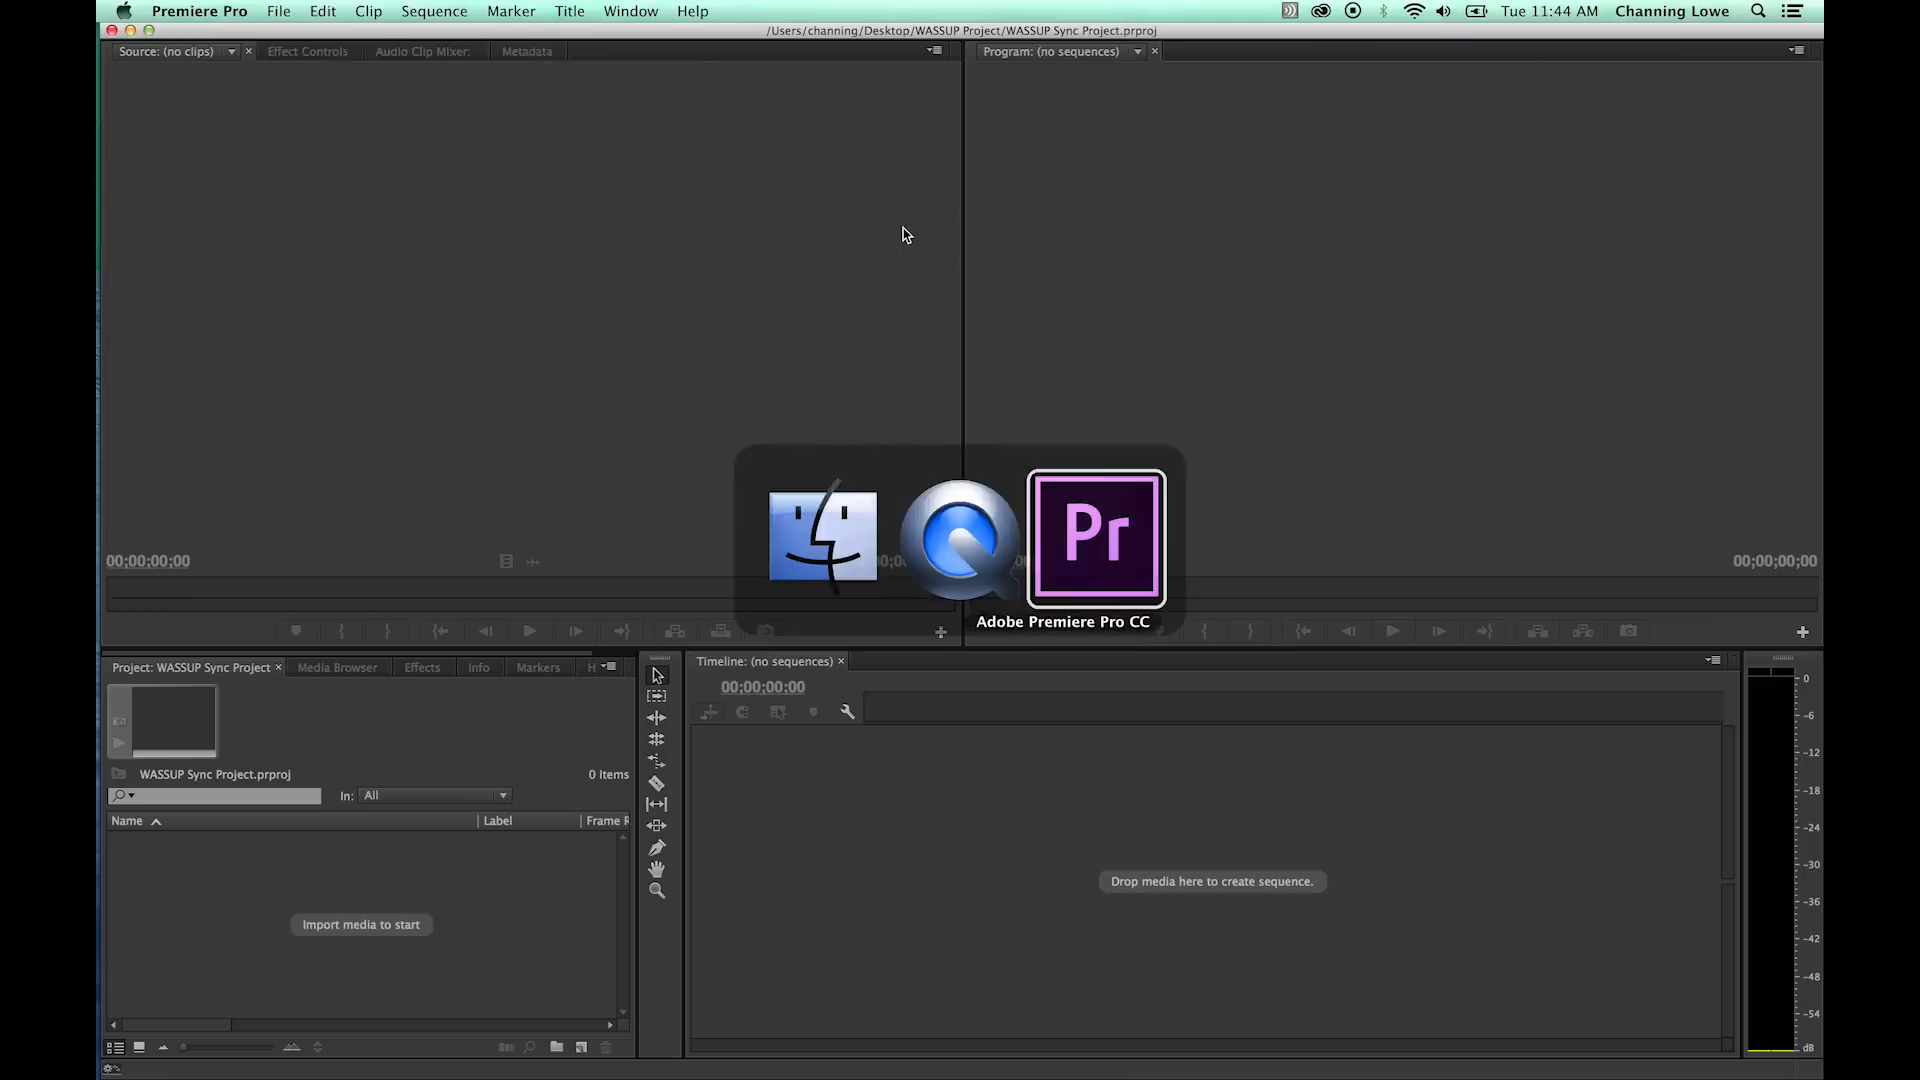 Premiere Pro File Edit Clip Sequence Marker Title Window Help Tue 11:44 AM Channing Lowe
/Users/channing/Desktop/WASSUP Project/WASSUP Sync Project.prproj
Source: (no clips) Effect Controls Audio Clip Mixer: Metadata Program: (no sequences)
Pr
00:00:00:00 00;00;00;00
Adobe Premiere Pro CC
Project: WASSUP Sync Project Media Browser Effects Info Markers H Timeline: (no sequences)
00;00;00;00
0
-6
-12
-18
-24
-30
-36
-42
-48
-54
dB
WASSUP Sync Project.prproj 0 Items
In: All
Name Label Frame R
Drop media here to create sequence.
Import media to start